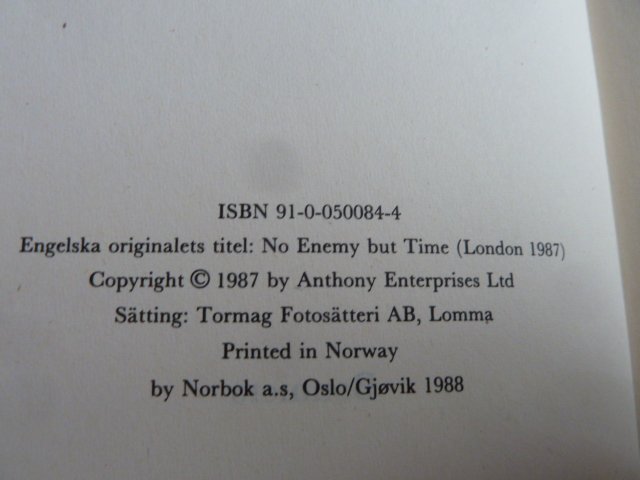 ISBN 91-0-050084-4
Engelska originalets titel: No Enemy but Time (London 1987)
Copyright © 1987 by Anthony Enterprises Ltd
Sätting: Tormag Fotosätteri AB, Lomma
Printed in Norway
by Norbok a.s, Oslo/Gjøvik 1988